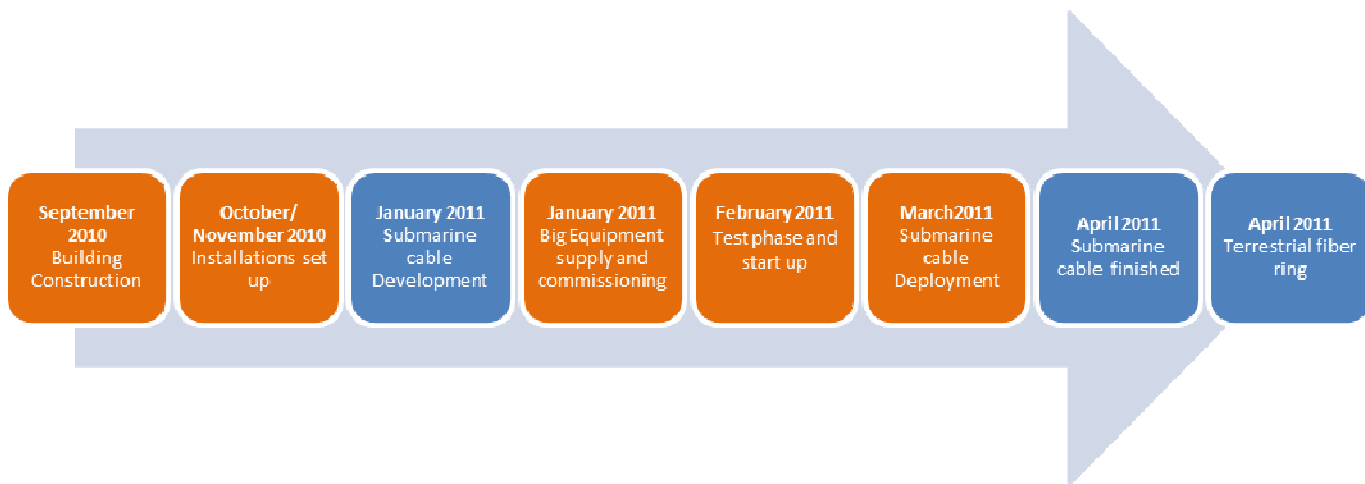 September
2010
Building
Construction
October/
November 2010
Installations set
up
January 2011
Submarine
cable
Development
January 2011
Big Equipment
supply and
commissioning
February 2011
Test phase and
start up
March2011
Submarine
cable
Deployment
April 2011
Submarine
cable finished
April 2011
Terrestrial fiber
ring